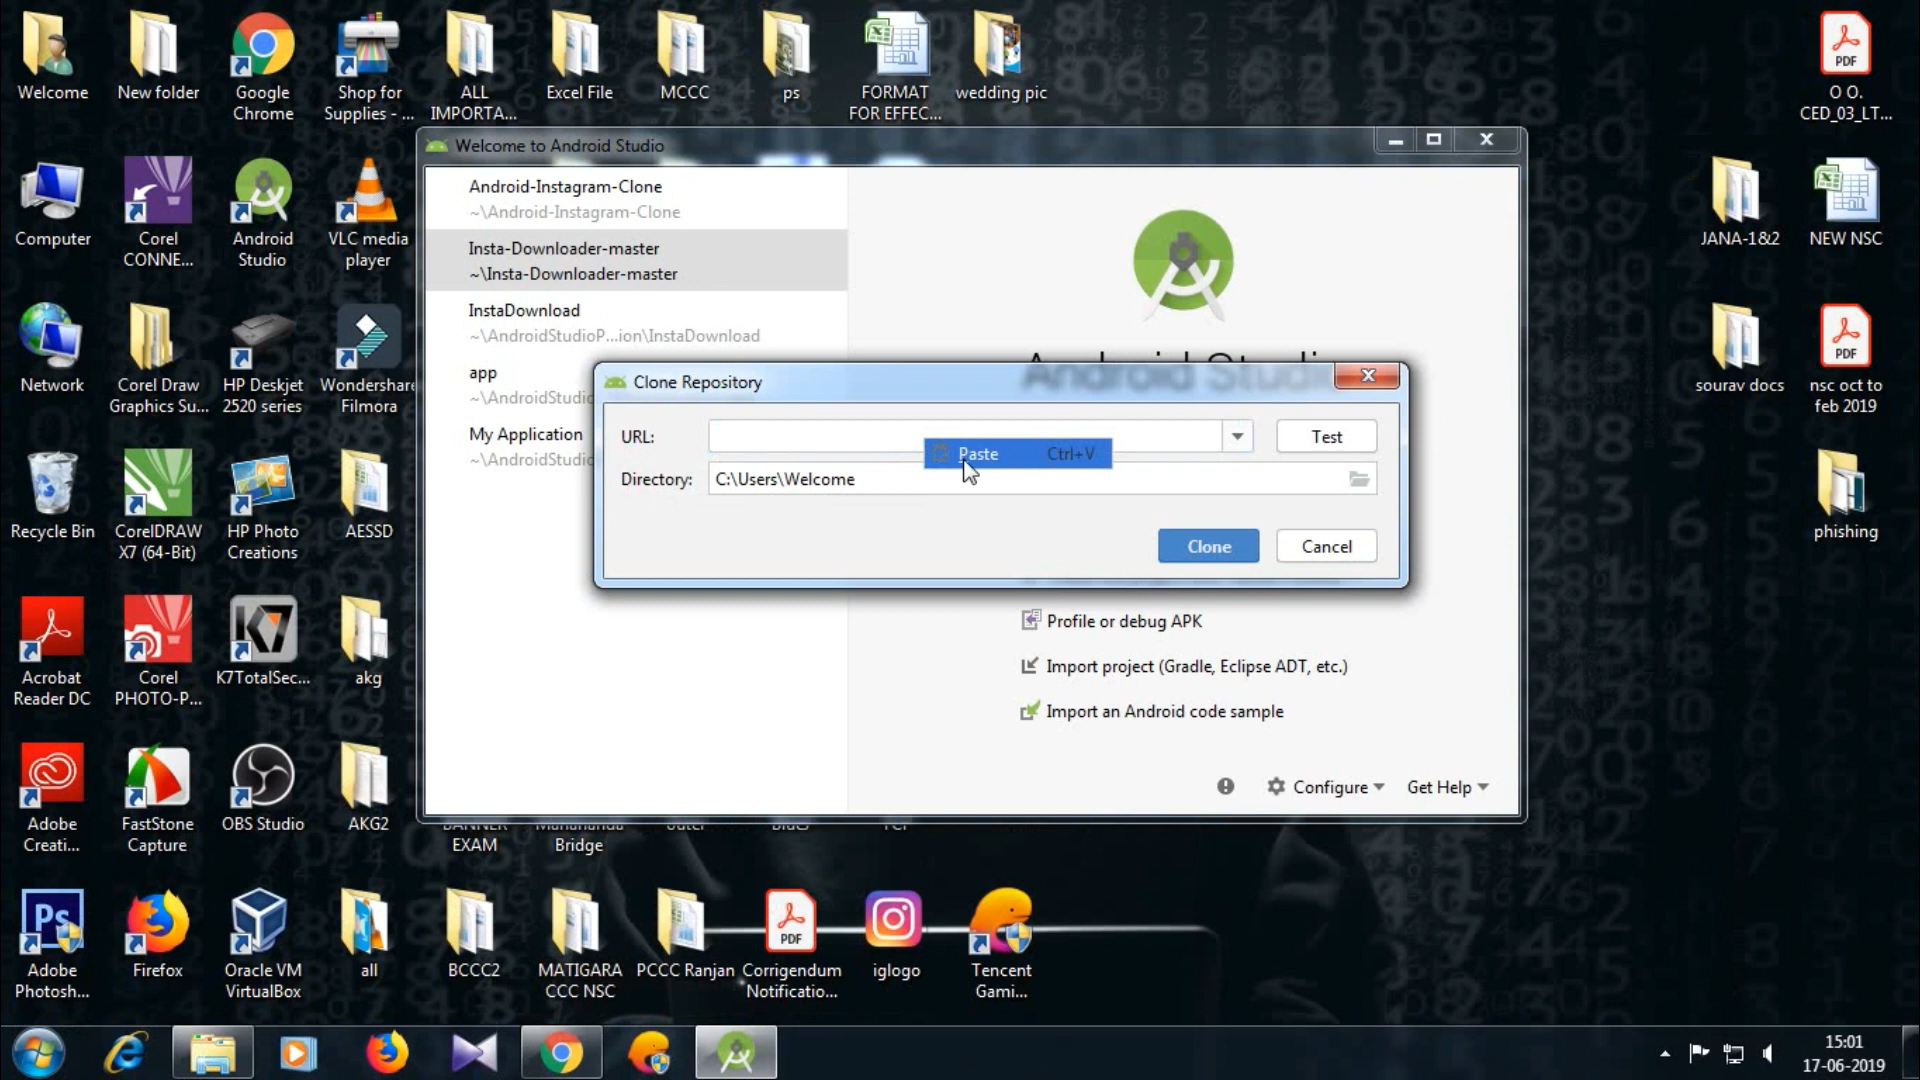 Welcome
New folder
Google
Chrome
Shop for
Supplies - ...
ALL
IMPORTA...
Excel File
MCCC
ps
FORMAT
FOR EFFEC...
wedding pic
PDF
O O.
CED_03_LT...
Computer
Corel
CONNE...
Android
Studio
VLC media
player
JANA-1&2
NEW NSC
Network
Corel Draw
Graphics Su...
HP Deskjet
2520 series
Wondershare
Filmora
sourav docs
PDF
nsc oct to
feb 2019
Recycle Bin
CorelDRAW
X7 (64-Bit)
HP Photo
Creations
AESSD
phishing
Acrobat
Reader DC
Corel
PHOTO-P...
K7TotalSec...
akg
Adobe
Creati...
FastStone
Capture
OBS Studio
AKG2
BANNER
EXAM
Bridge
Ps
Adobe
Photosh...
Firefox
Oracle VM
VirtualBox
all
BCCC2
MATIGARA
CCC NSC
PCCC Ranjan
PDF
Corrigendum
Notificatio...
iglogo
Tencent
Gami...
Welcome to Android Studio
Android-Instagram-Clone
~\Android-Instagram-Clone
Insta-Downloader-master
~\Insta-Downloader-master
InstaDownload
~\AndroidStudioP...ion\InstaDownload
app
~\AndroidStudio
My Application
~\AndroidStudio
Android Studio
Clone Repository
URL:
Test
Paste Ctrl+V
Directory:
C:\Users\Welcome
Clone
Cancel
Profile or debug APK
Import project (Gradle, Eclipse ADT, etc.)
Import an Android code sample
Configure
Get Help
15:01
17-06-2019